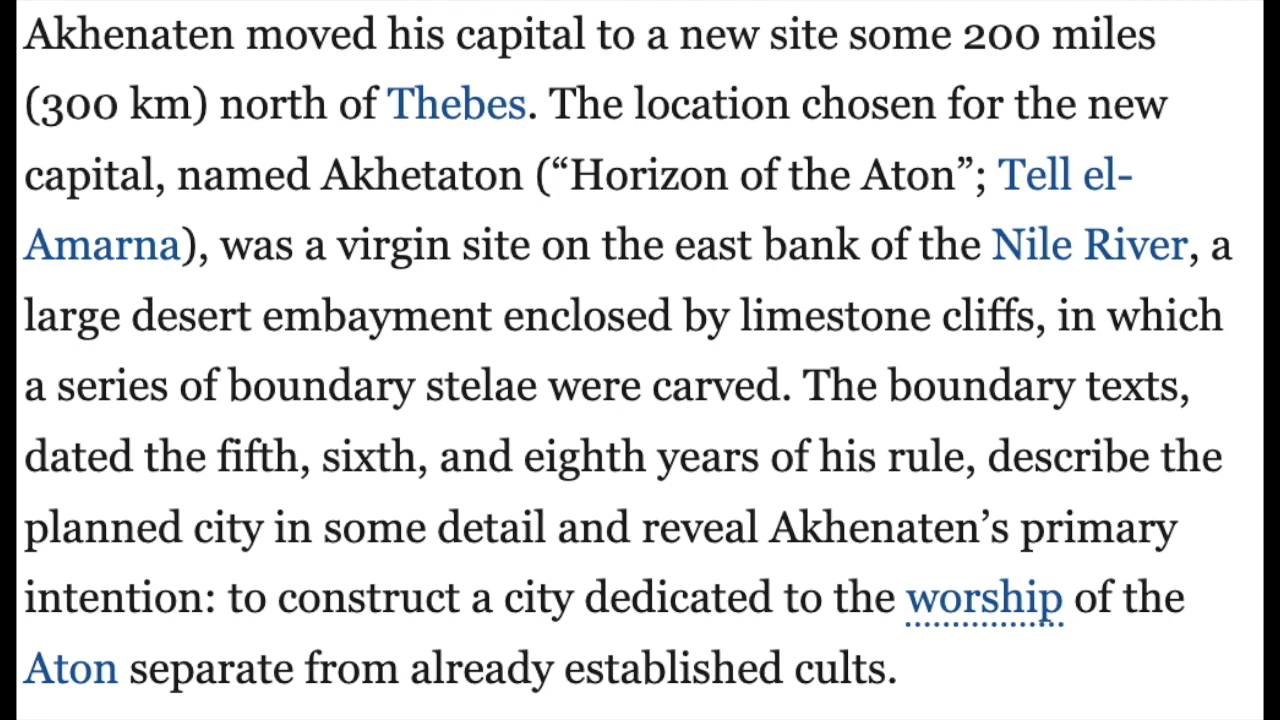 Akhenaten moved his capital to a new site some 200 miles
(300 km) north of Thebes. The location chosen for the new
capital, named Akhetaton (“Horizon of the Aton”; Tell el-
Amarna), was a virgin site on the east bank of the Nile River, a
large desert embayment enclosed by limestone cliffs, in which
a series of boundary stelae were carved. The boundary texts,
dated the fifth, sixth, and eighth years of his rule, describe the
planned city in some detail and reveal Akhenaten’s primary
intention: to construct a city dedicated to the worship of the
Aton separate from already established cults.